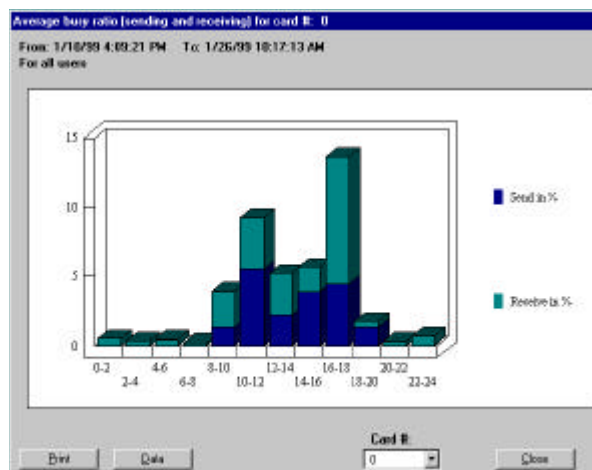 Average busy ratio (sending and receiving) for card #: 0
From: 1/10/99 4:09:21 PM To: 1/26/99 10:17:13 AM
For all users
15
10
5
0
Send in %
Receive in %
0-2 4-6 8-10 12-14 16-18 20-22
2-4 6-8 10-12 14-16 18-20 22-24
Card #:
Print Data 0 Close